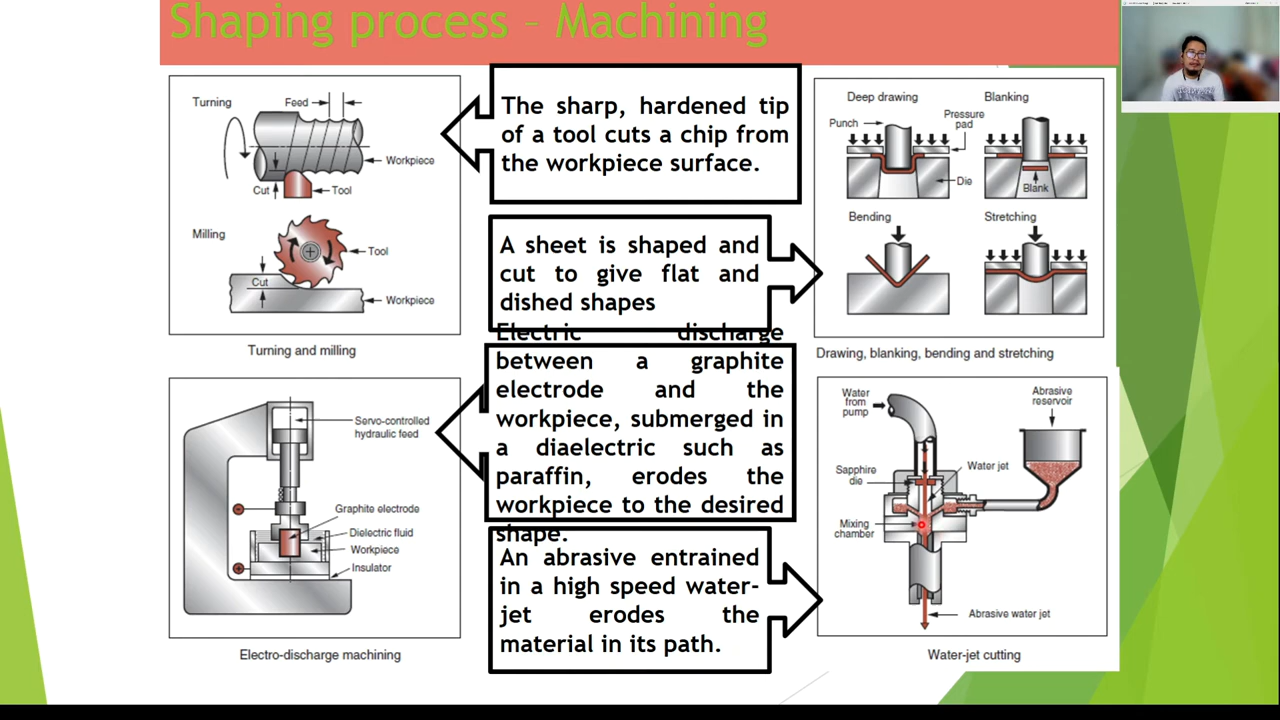 Shaping process – Machining
Turning
Feed
Workpiece
Cut
Tool
Milling
Tool
Cut
Workpiece
Turning and milling
The sharp, hardened tip
of a tool cuts a chip from
the workpiece surface.
Deep drawing
Blanking
Punch
Pressure
pad
Die
Blank
Bending
Stretching
Drawing, blanking, bending and stretching
A sheet is shaped and
cut to give flat and
dished shapes
Electric discharge
between a graphite
electrode and the
workpiece, submerged in
a diaelectric such as
paraffin, erodes the
workpiece to the desired
shape.
Servo-controlled
hydraulic feed
Graphite electrode
Dielectric fluid
Workpiece
Insulator
Electro-discharge machining
An abrasive entrained
in a high speed water-
jet erodes the
material in its path.
Water
from
pump
Abrasive
reservoir
Sapphire
die
Water jet
Mixing
chamber
Abrasive water jet
Water-jet cutting